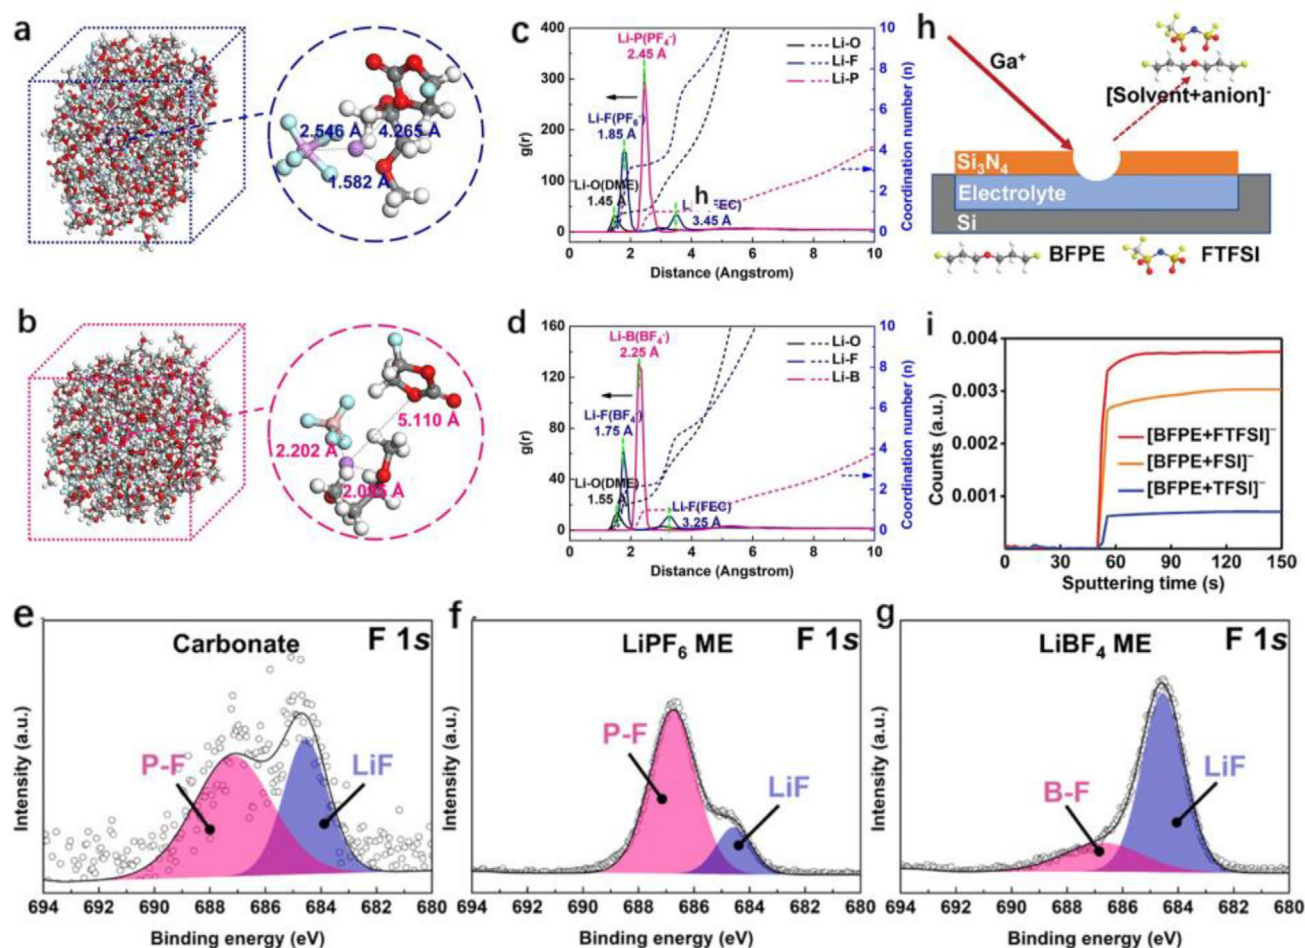 a
2.546 Å
4.265 Å
1.582 Å
b
2.202 Å
5.110 Å
c
400
300
200
100
0
g(r)
Li-P(PF₄⁻)
2.45 Å
Li-F(PF₆⁻)
1.85 Å
Li-O(DME)
1.45 Å
h
3.45 Å
Li-O
Li-F
Li-P
10
8
6
4
2
0
Coordination number (n)
0 2 4 6 8 10
Distance (Angstrom)
d
160
120
80
40
0
g(r)
Li-B(BF₄⁻)
2.25 Å
Li-F(BF₄⁻)
1.75 Å
Li-O(DME)
1.55 Å
Li-F(FEC)
3.25 Å
Li-O
Li-F
Li-B
10
8
6
4
2
0
Coordination number (n)
0 2 4 6 8 10
Distance (Angstrom)
h
Ga⁺
[Solvent+anion]⁻
Si₃N₄
Electrolyte
Si
BFPE
FTFSI
i
0.004
0.003
0.002
0.001
Counts (a.u.)
[BFPE+FTFSI]⁻
[BFPE+FSI]⁻
[BFPE+TFSI]⁻
0 30 60 90 120 150
Sputtering time (s)
e
Carbonate
F 1s
P-F
LiF
Intensity (a.u.)
694 692 690 688 686 684 682 680
Binding energy (eV)
f
LiPF₆ ME
F 1s
P-F
LiF
Intensity (a.u.)
694 692 690 688 686 684 682 680
Binding energy (eV)
g
LiBF₄ ME
F 1s
B-F
LiF
Intensity (a.u.)
694 692 690 688 686 684 682 680
Binding energy (eV)